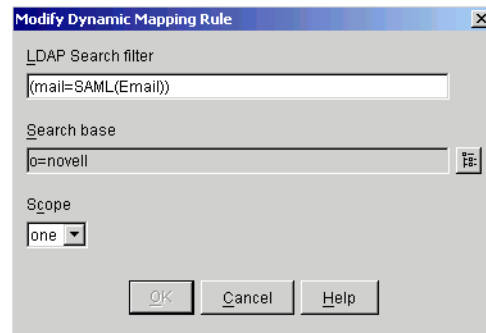 Modify Dynamic Mapping Rule
LDAP Search filter
(mail=SAML(Email))
Search base
o=novell
Scope
one
OK Cancel Help